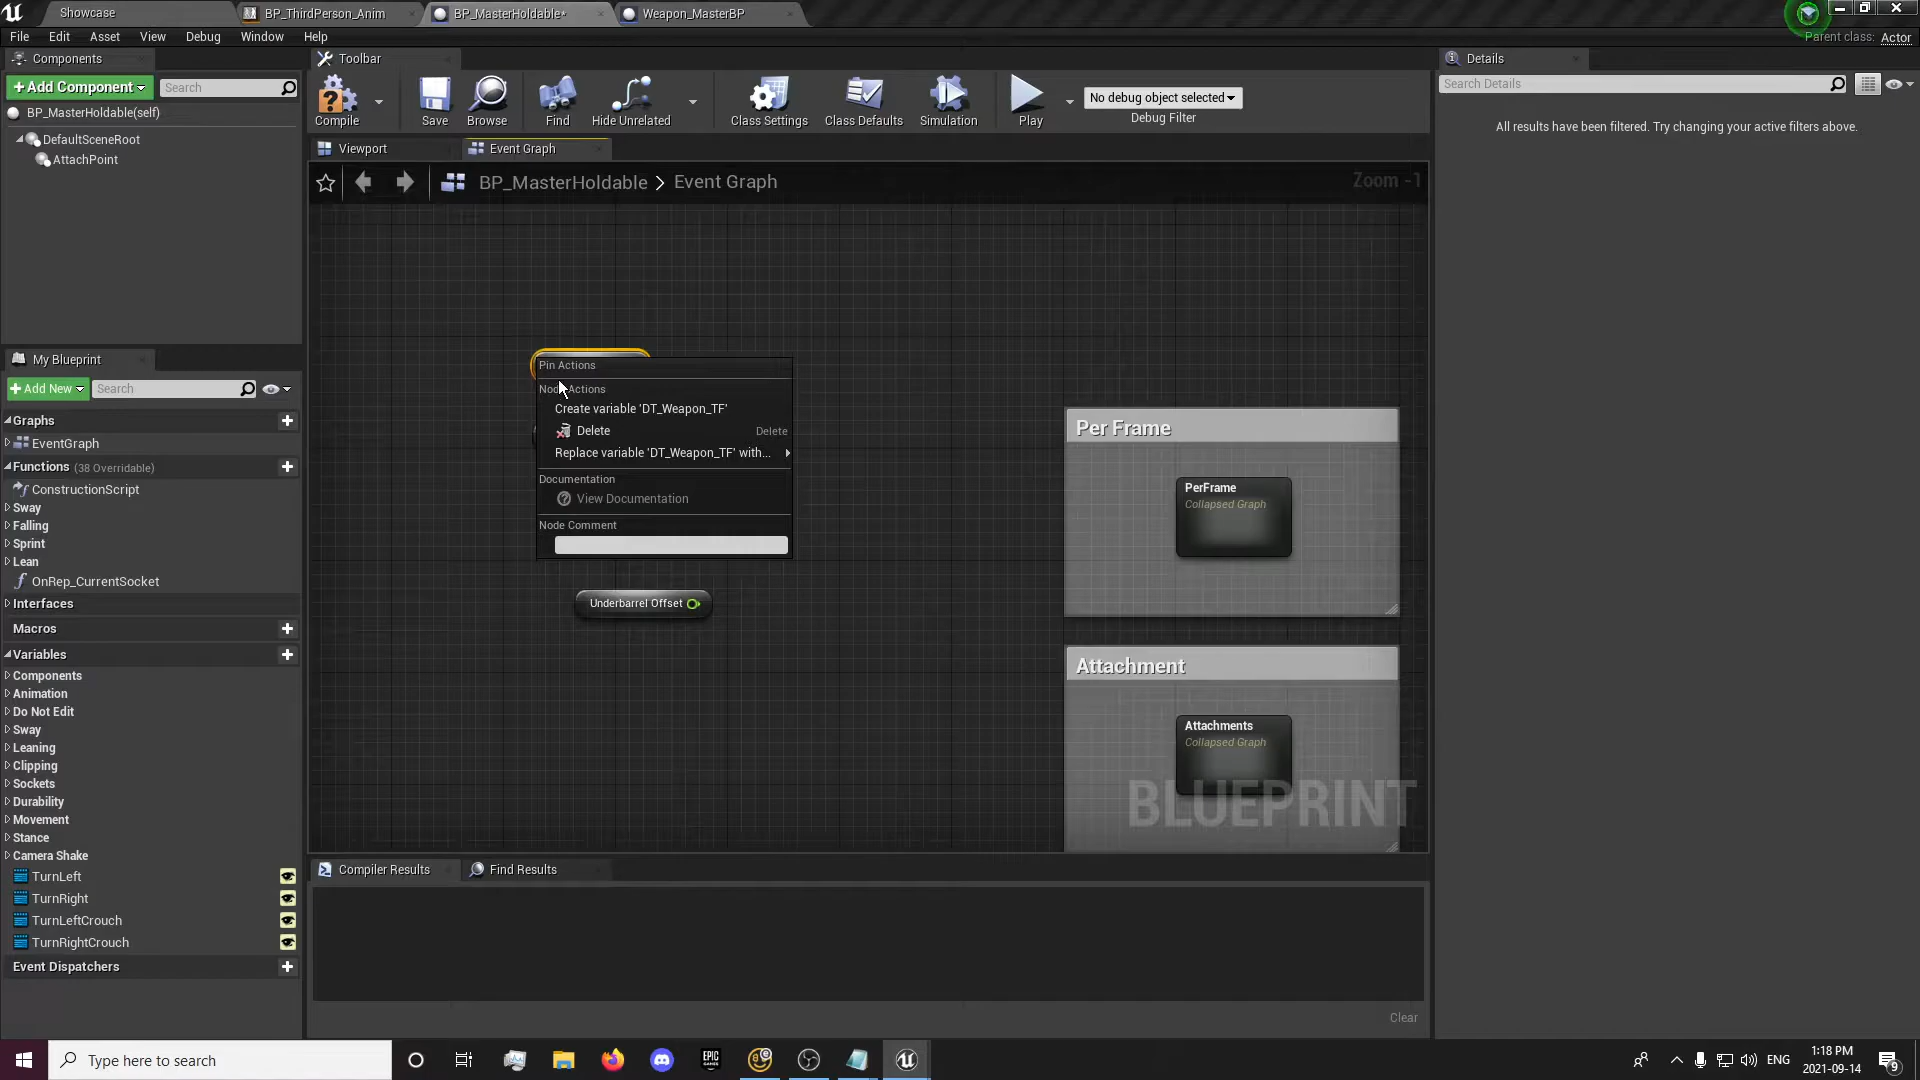 Showcase
BP_ThirdPerson_Anim
BP_MasterHoldable*
Weapon_MasterBP
File Edit Asset View Debug Window Help
Parent class: Actor
Components
Toolbar
Details
+Add Component
Search
Search Details
BP_MasterHoldable(self)
DefaultSceneRoot
AttachPoint
Compile
Save
Browse
Find
Hide Unrelated
Class Settings
Class Defaults
Simulation
Play
No debug object selected
Debug Filter
All results have been filtered. Try changing your active filters above.
Viewport
Event Graph
BP_MasterHoldable > Event Graph
Zoom -1
My Blueprint
+Add New
Search
Graphs
EventGraph
Functions (38 Overridable)
ConstructionScript
Sway
Falling
Sprint
Lean
OnRep_CurrentSocket
Interfaces
Macros
Variables
Components
Animation
Do Not Edit
Sway
Leaning
Clipping
Sockets
Durability
Movement
Stance
Camera Shake
TurnLeft
TurnRight
TurnLeftCrouch
TurnRightCrouch
Event Dispatchers
Pin Actions
Node Actions
Create variable 'DT_Weapon_TF'
Delete Delete
Replace variable 'DT_Weapon_TF' with...
Documentation
View Documentation
Node Comment
Underbarrel Offset
Per Frame
PerFrame
Collapsed Graph
Attachment
Attachments
Collapsed Graph
BLUEPRINT
Compiler Results
Find Results
Clear
Type here to search
EPIC
GAMES
ENG
1:18 PM
2021-09-14
9